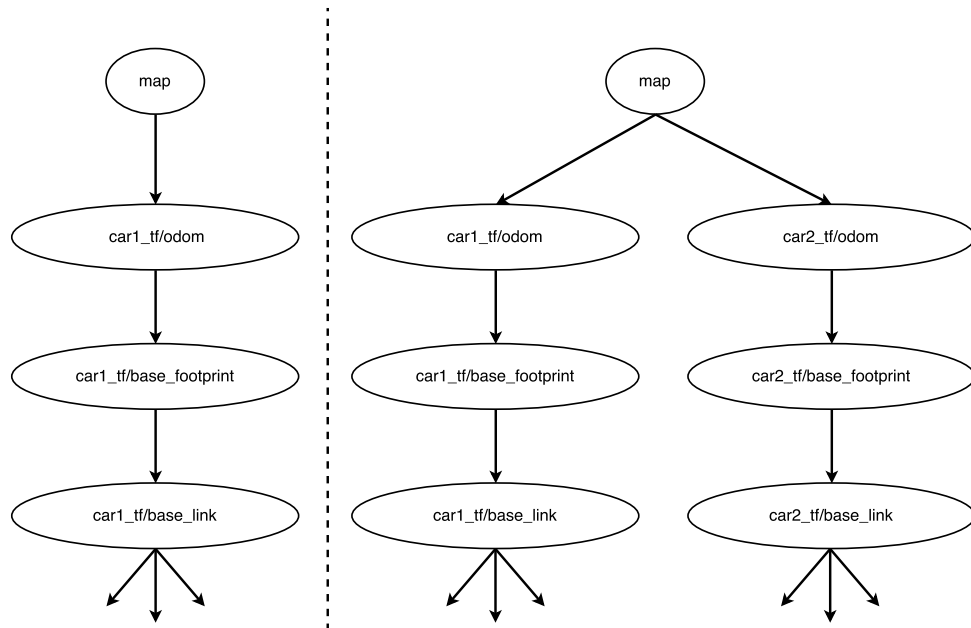 map
car1_tf/odom
car1_tf/base_footprint
car1_tf/base_link
map
car1_tf/odom
car2_tf/odom
car1_tf/base_footprint
car2_tf/base_footprint
car1_tf/base_link
car2_tf/base_link